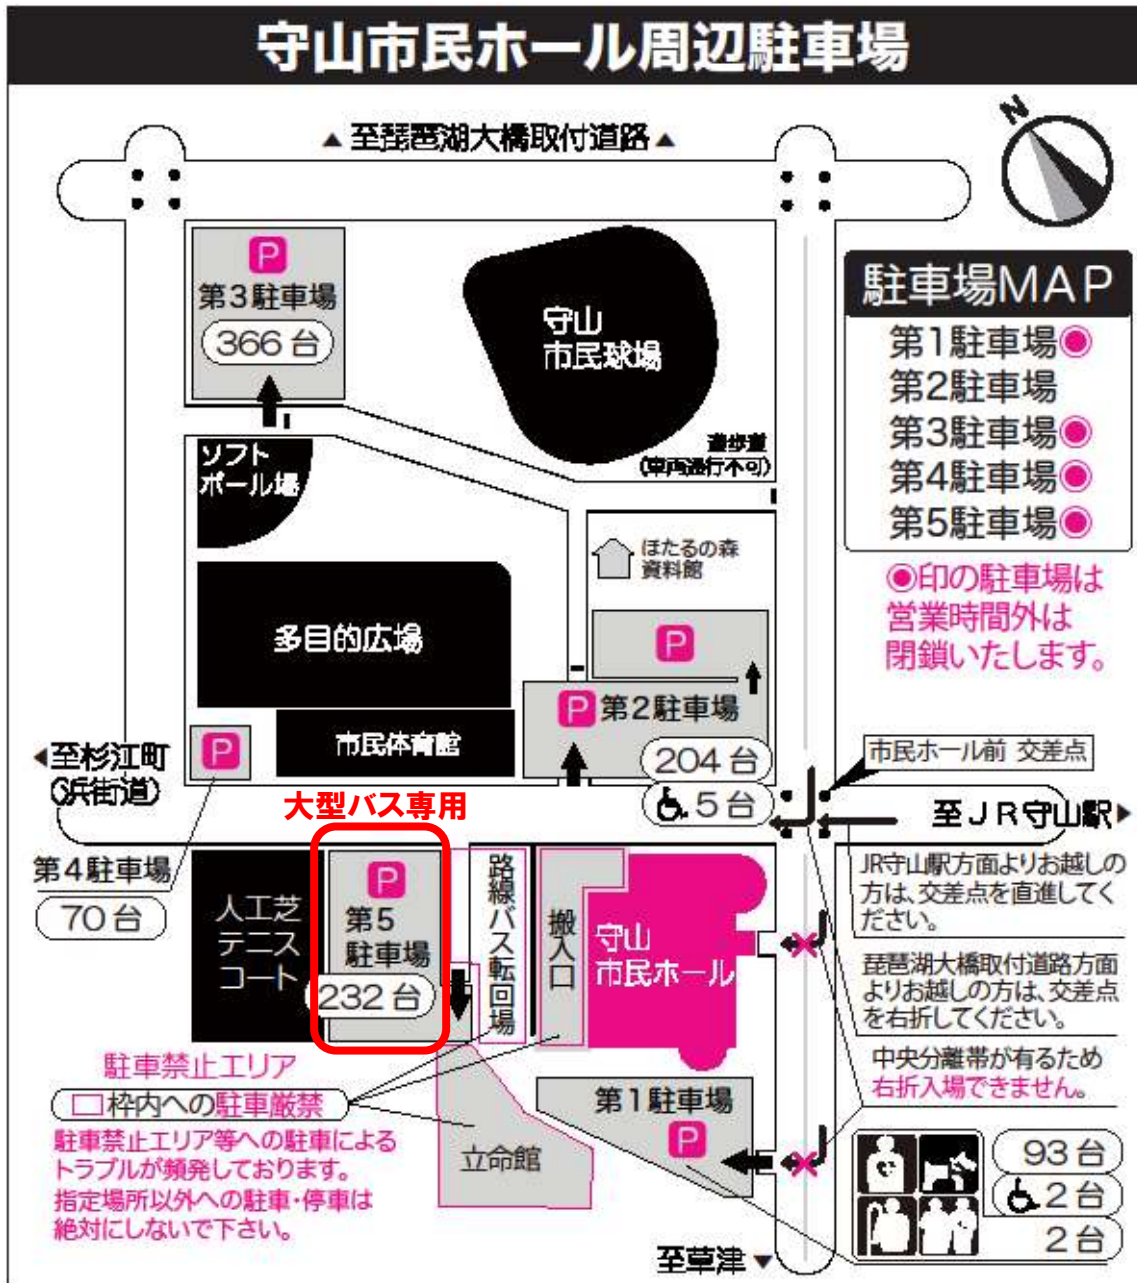 守山市民ホール周辺駐車場
▲至琵琶湖大橋取付道路▲
N
P
第3駐車場
366台
守山
市民球場
駐車場MAP
第1駐車場◉
第2駐車場
第3駐車場◉
第4駐車場◉
第5駐車場◉
◉印の駐車場は
営業時間外は
閉鎖いたします。
ソフト
ボール場
遊歩道
(車両通行不可)
ほたるの森
資料館
多目的広場
P
P 第2駐車場
204台
5台
市民体育館
P
◀至杉江町
(浜街道)
市民ホール前 交差点
至JR守山駅▶
大型バス専用
第4駐車場
70台
人工芝
テニス
コート
P
第5
駐車場
232台
路線バス転回場
搬入口
守山
市民ホール
JR守山駅方面よりお越しの
方は、交差点を直進してく
ださい。
琵琶湖大橋取付道路方面
よりお越しの方は、交差点
を右折してください。
中央分離帯が有るため
右折入場できません。
駐車禁止エリア
□枠内への駐車厳禁
駐車禁止エリア等への駐車による
トラブルが頻発しております。
指定場所以外への駐車・停車は
絶対にしないで下さい。
立命館
第1駐車場
P
93台
2台
2台
至草津▼